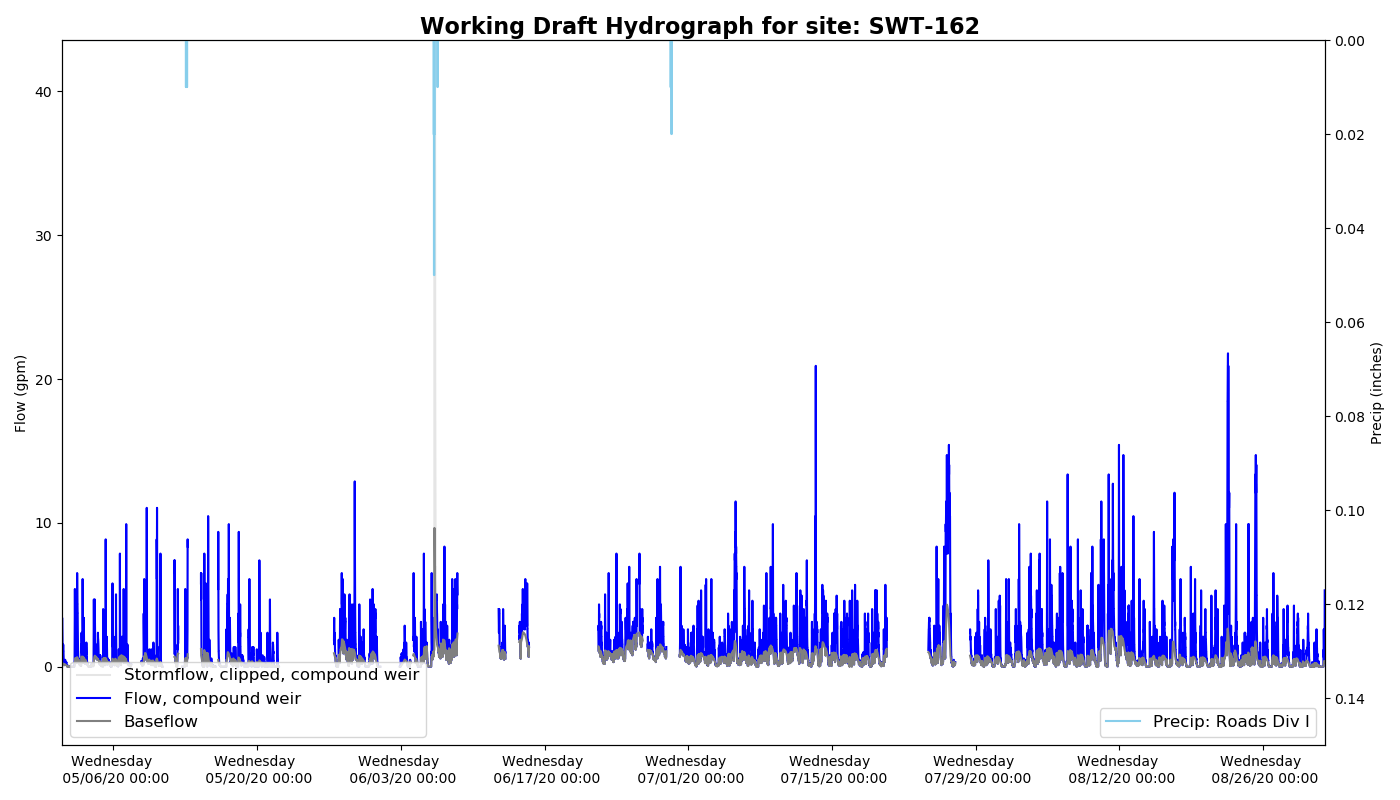 Working Draft Hydrograph for site: SWT-162
40
30
20
10
0
Flow (gpm)
0.00
0.02
0.04
0.06
0.08
0.10
0.12
0.14
Precip (inches)
Stormflow, clipped, compound weir
Flow, compound weir
Baseflow
Precip: Roads Div I
Wednesday
05/06/20 00:00
Wednesday
05/20/20 00:00
Wednesday
06/03/20 00:00
Wednesday
06/17/20 00:00
Wednesday
07/01/20 00:00
Wednesday
07/15/20 00:00
Wednesday
07/29/20 00:00
Wednesday
08/12/20 00:00
Wednesday
08/26/20 00:00